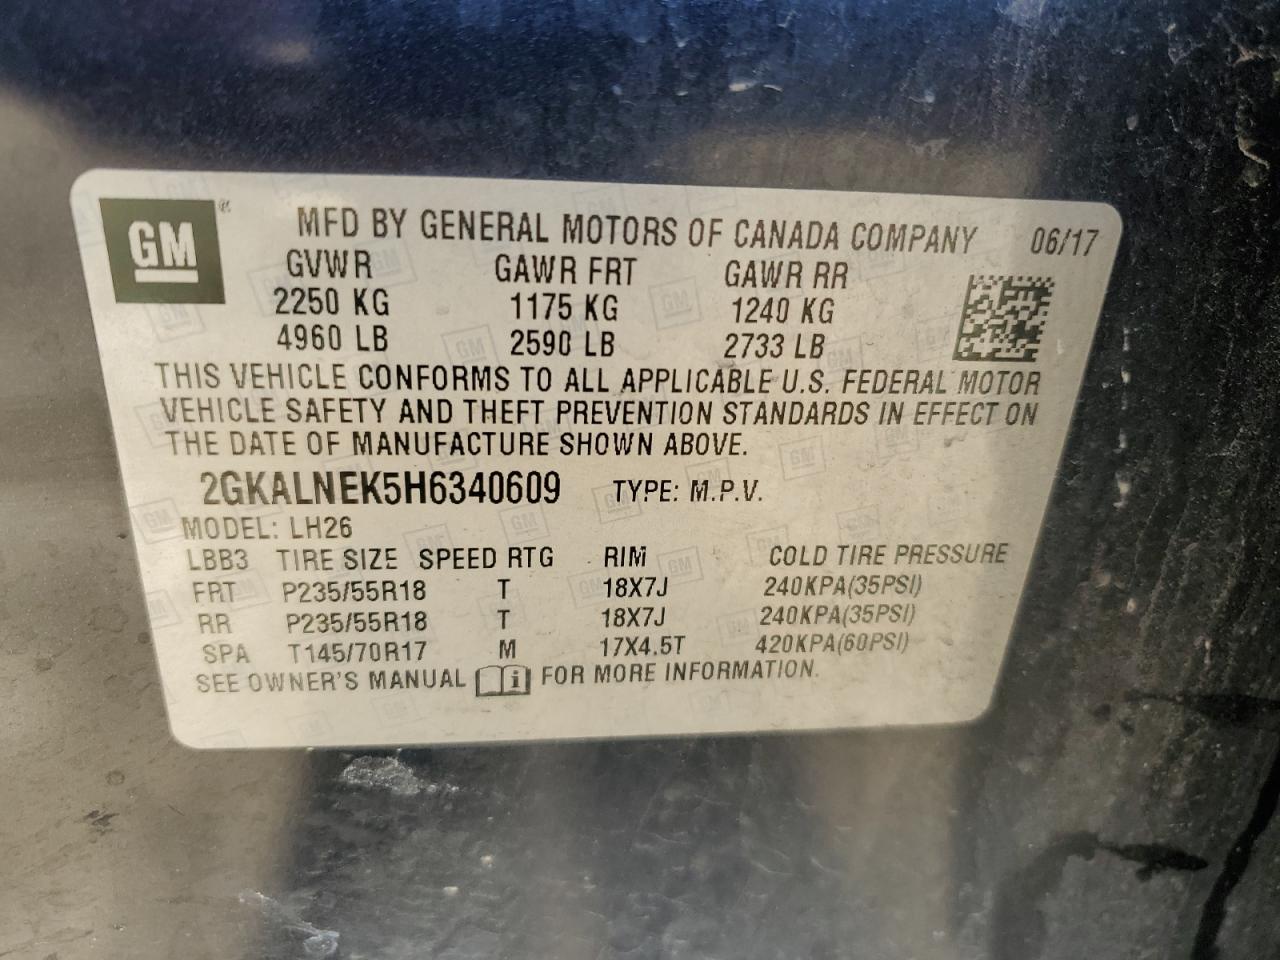 GM ® MFD BY GENERAL MOTORS OF CANADA COMPANY 06/17
GVWR GAWR FRT GAWR RR
2250 KG 1175 KG 1240 KG
4960 LB 2590 LB 2733 LB
THIS VEHICLE CONFORMS TO ALL APPLICABLE U.S. FEDERAL MOTOR
VEHICLE SAFETY AND THEFT PREVENTION STANDARDS IN EFFECT ON
THE DATE OF MANUFACTURE SHOWN ABOVE.
2GKALNEK5H6340609 TYPE: M.P.V.
MODEL: LH26
LBB3 TIRE SIZE SPEED RTG RIM COLD TIRE PRESSURE
FRT P235/55R18 T 18X7J 240KPA(35PSI)
RR P235/55R18 T 18X7J 240KPA(35PSI)
SPA T145/70R17 M 17X4.5T 420KPA(60PSI)
SEE OWNER'S MANUAL i FOR MORE INFORMATION.